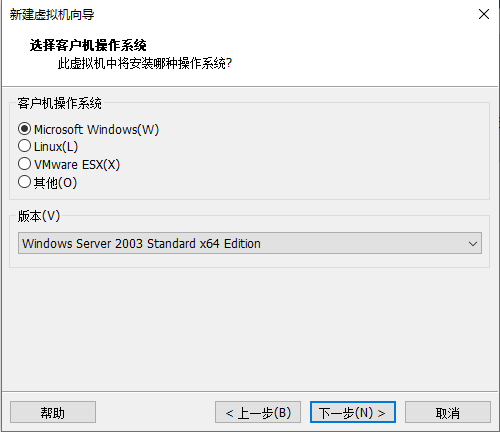 新建虚拟机向导
选择客户机操作系统
此虚拟机中将安装哪种操作系统?
客户机操作系统
Microsoft Windows(W)
Linux(L)
VMware ESX(X)
其他(O)
版本(V)
Windows Server 2003 Standard x64 Edition
帮助
< 上一步(B)
下一步(N) >
取消